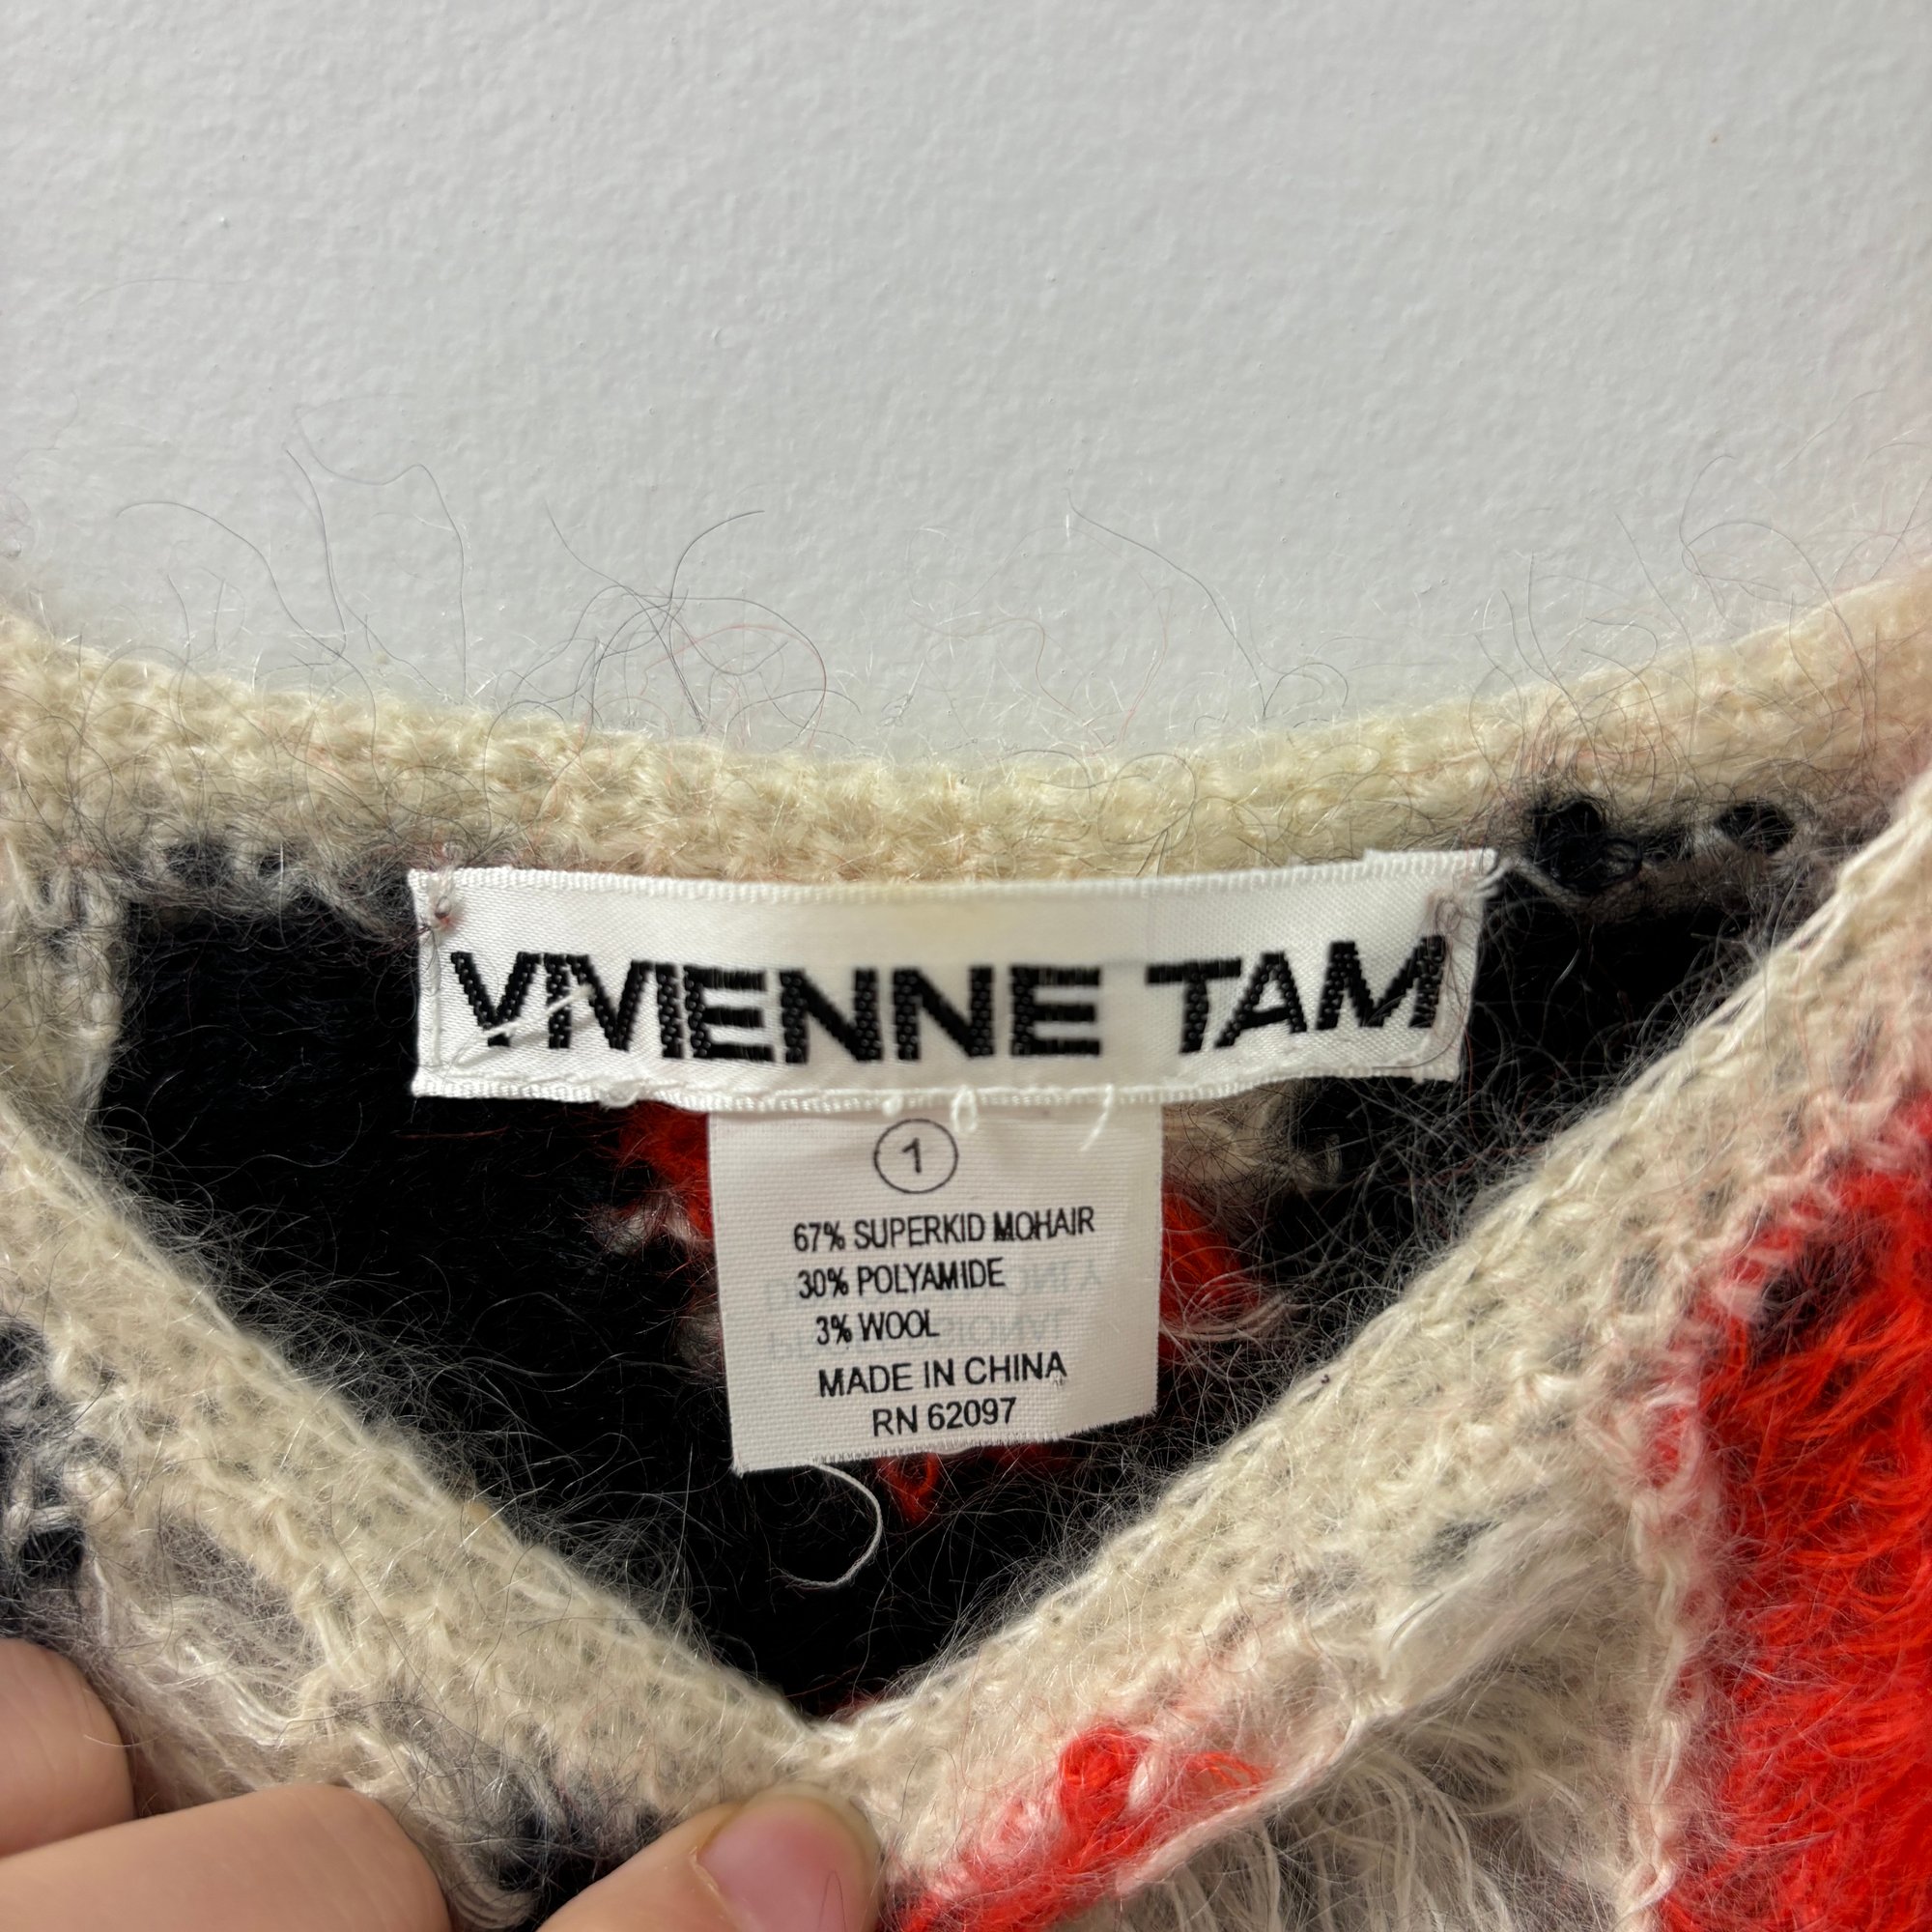 VIVIENNE TAM
1
67% SUPERKID MOHAIR
30% POLYAMIDE
3% WOOL
MADE IN CHINA
RN 62097